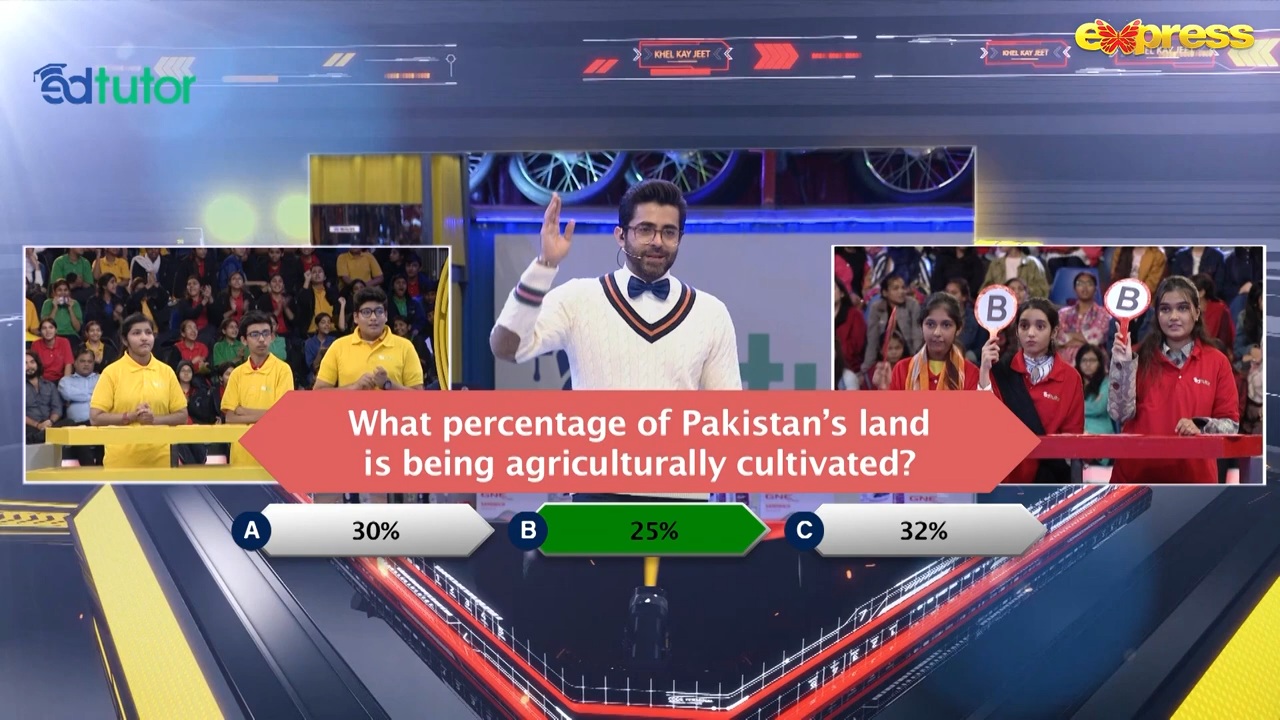 express
KHEL KAY JEET
KHEL KAY JEET
edtutor
B
B
What percentage of Pakistan's land
is being agriculturally cultivated?
A
30%
B
25%
C
32%